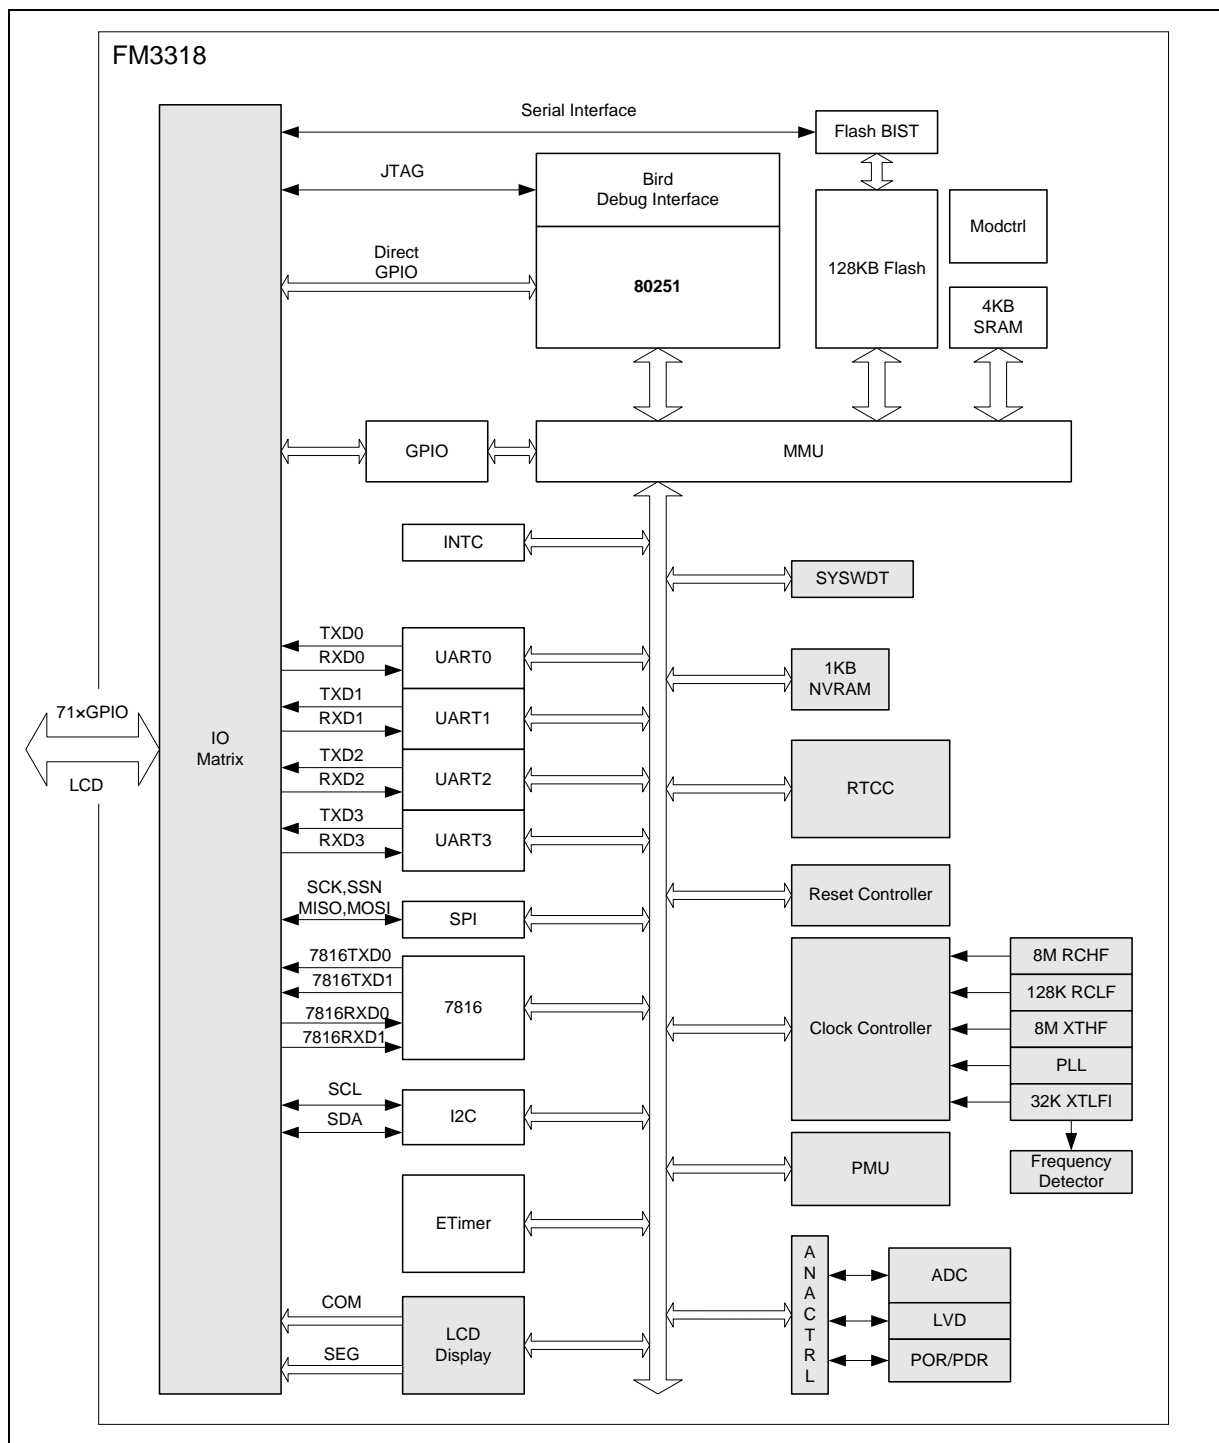 FM3318
Serial Interface
Flash BIST
JTAG
Bird
Debug Interface
Modctrl
Direct
GPIO
80251
128KB Flash
4KB
SRAM
GPIO
MMU
INTC
SYSWDT
TXD0
RXD0
UART0
1KB
NVRAM
TXD1
RXD1
UART1
71×GPIO
LCD
IO
Matrix
TXD2
RXD2
UART2
RTCC
TXD3
RXD3
UART3
SCK,SSN
MISO,MOSI
SPI
Reset Controller
7816TXD0
7816TXD1
7816RXD0
7816RXD1
7816
Clock Controller
8M RCHF
128K RCLF
8M XTHF
PLL
32K XTLFI
SCL
SDA
I2C
PMU
Frequency
Detector
ETimer
A
N
A
C
T
R
L
ADC
LVD
POR/PDR
COM
SEG
LCD
Display